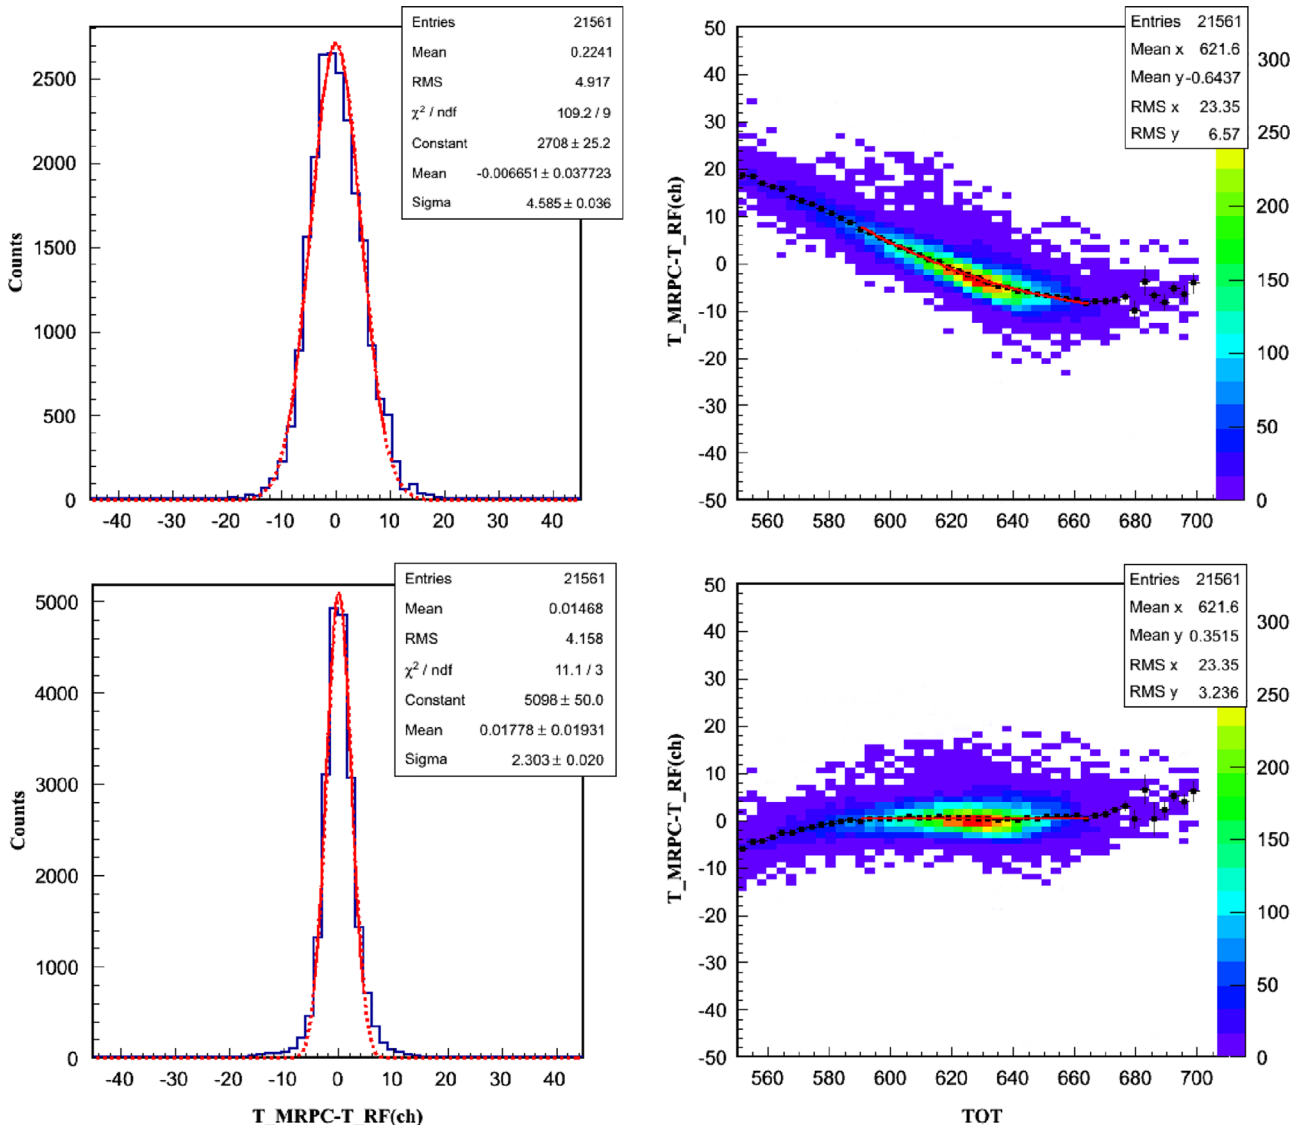 Entries 21561
Mean 0.2241
RMS 4.917
χ² / ndf 109.2 / 9
Constant 2708 ± 25.2
Mean -0.006651 ± 0.037723
Sigma 4.585 ± 0.036
2500
2000
1500
1000
500
0
Counts
-40 -30 -20 -10 0 10 20 30 40
Entries 21561
Mean x 621.6
Mean y -0.6437
RMS x 23.35
RMS y 6.57
50
40
30
20
10
0
-10
-20
-30
-40
-50
T_MRPC-T_RF(ch)
560 580 600 620 640 660 680 700
300
250
200
150
100
50
0
Entries 21561
Mean 0.01468
RMS 4.158
χ² / ndf 11.1 / 3
Constant 5098 ± 50.0
Mean 0.01778 ± 0.01931
Sigma 2.303 ± 0.020
5000
4000
3000
2000
1000
0
Counts
-40 -30 -20 -10 0 10 20 30 40
T_MRPC-T_RF(ch)
Entries 21561
Mean x 621.6
Mean y 0.3515
RMS x 23.35
RMS y 3.236
50
40
30
20
10
0
-10
-20
-30
-40
-50
T_MRPC-T_RF(ch)
560 580 600 620 640 660 680 700
TOT
300
250
200
150
100
50
0